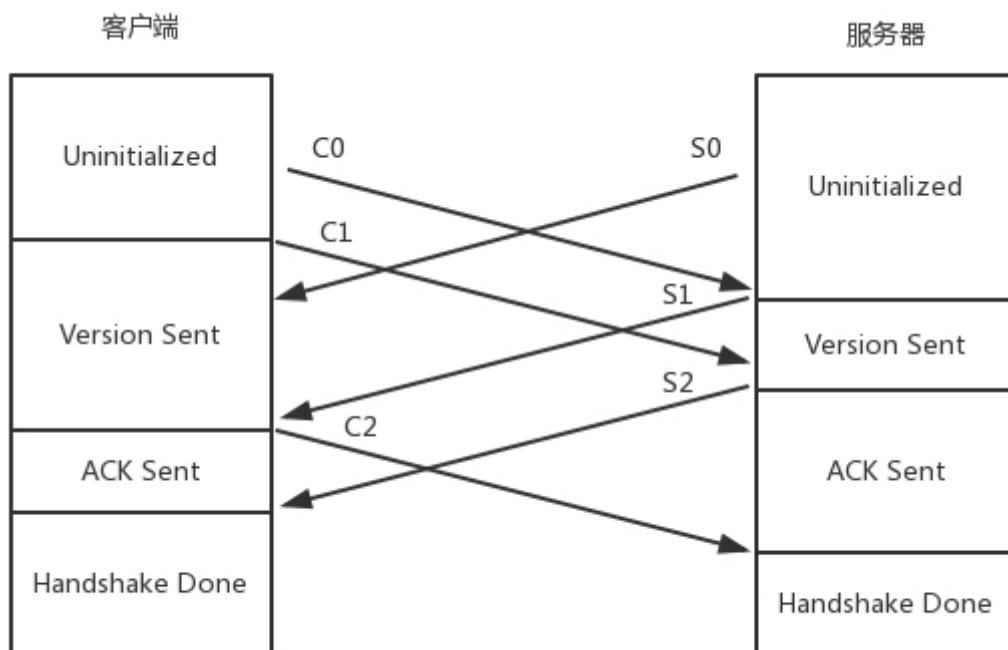 客户端
服务器
C0
S0
Uninitialized
Uninitialized
C1
S1
Version Sent
Version Sent
S2
C2
ACK Sent
ACK Sent
Handshake Done
Handshake Done